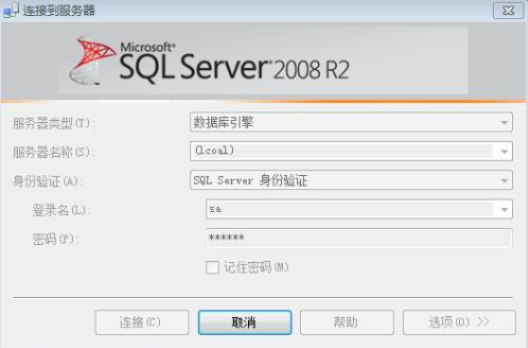 连接到服务器
Microsoft®
SQL Server® 2008 R2
服务器类型(T):
数据库引擎
服务器名称(S):
(lcoal)
身份验证(A):
SQL Server 身份验证
登录名(L):
sa
密码(P):
******
记住密码(M)
连接(C)
取消
帮助
选项(O) >>